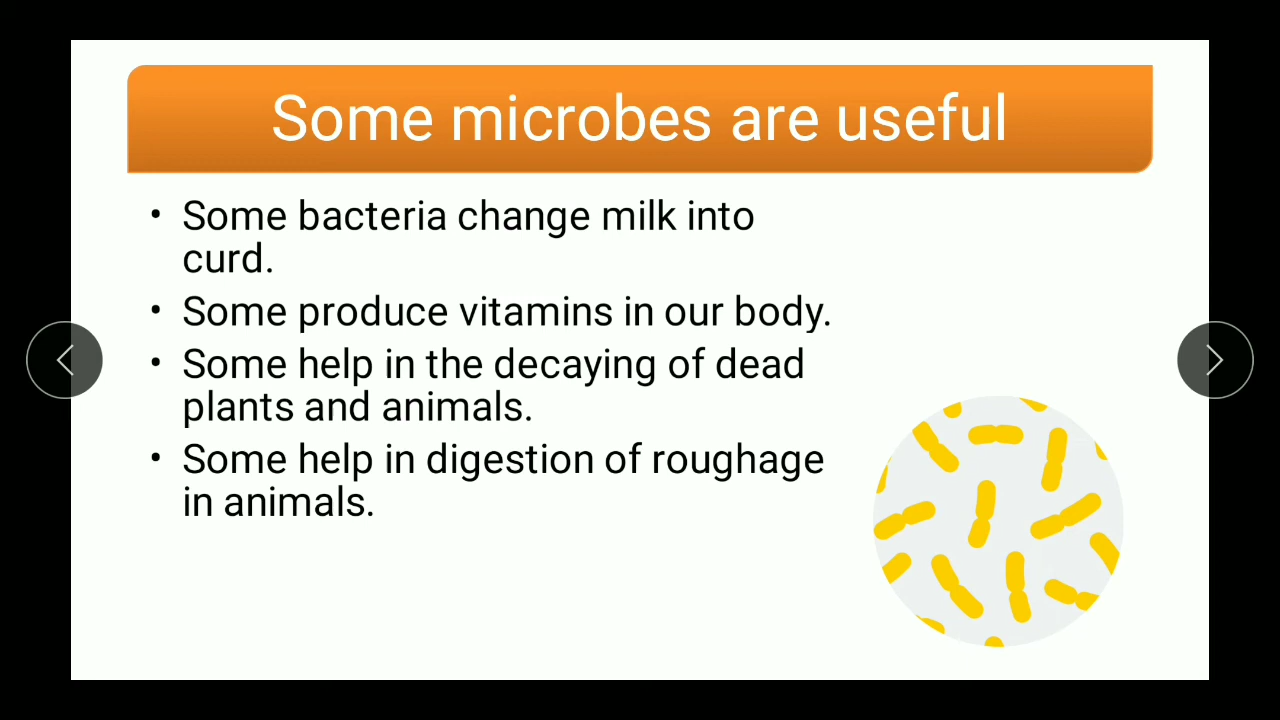 Some microbes are useful
• Some bacteria change milk into
curd.
• Some produce vitamins in our body.
• Some help in the decaying of dead
plants and animals.
• Some help in digestion of roughage
in animals.